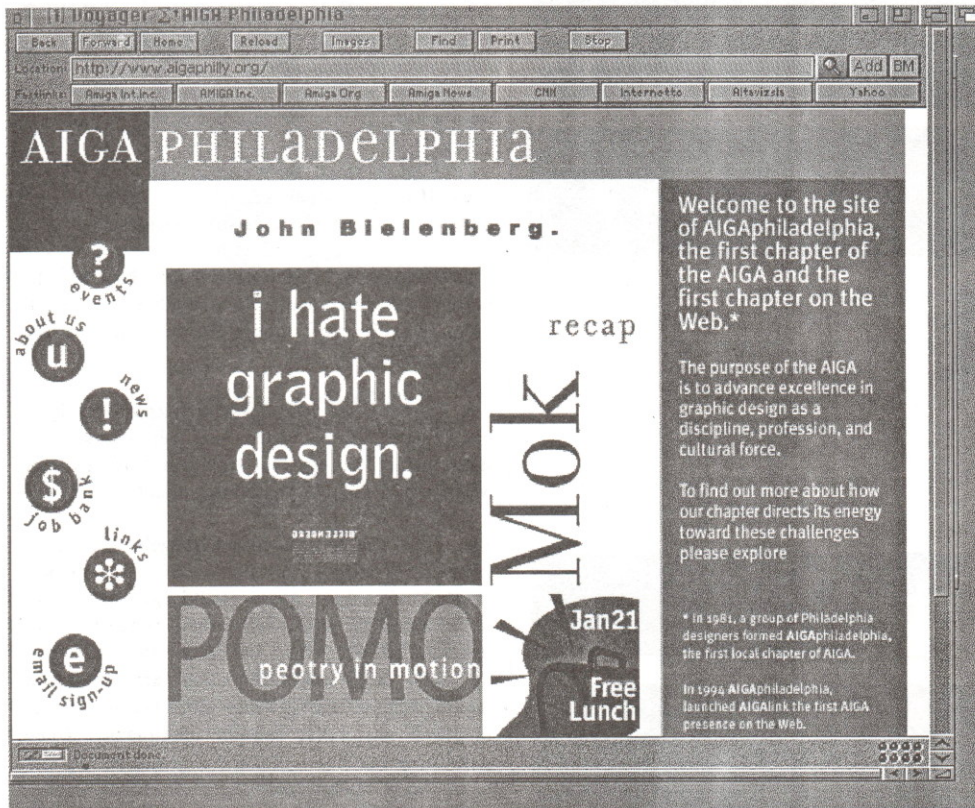 [1] Voyager Σ'AIGA Philadelphia
Back Forward Home Reload Images Find Print Stop
Location: http://www.aigaphilly.org/ Add BM
Fastlinks: Amiga Int.Inc. AMIGA Inc. Amiga Org Amiga News CNN Internotto Altavizsla Yahoo
AIGA PHILaDeLPHIa
?
events
about us
u
news
!
$
job bank
links
*
e
email sign-up
John Bielenberg.
i hate
graphic
design.
recap
Mok
POMO
peotry in motion
Jan21
Free
Lunch
Welcome to the site
of AIGAphiladelphia,
the first chapter of
the AIGA and the
first chapter on the
Web.*
The purpose of the AIGA
is to advance excellence in
graphic design as a
discipline, profession, and
cultural force.
To find out more about how
our chapter directs its energy
toward these challenges
please explore
* In 1981, a group of Philadelphia
designers formed AIGAphiladelphia,
the first local chapter of AIGA.
In 1994 AIGAphiladelphia,
launched AIGAlink the first AIGA
presence on the Web.
Document done.